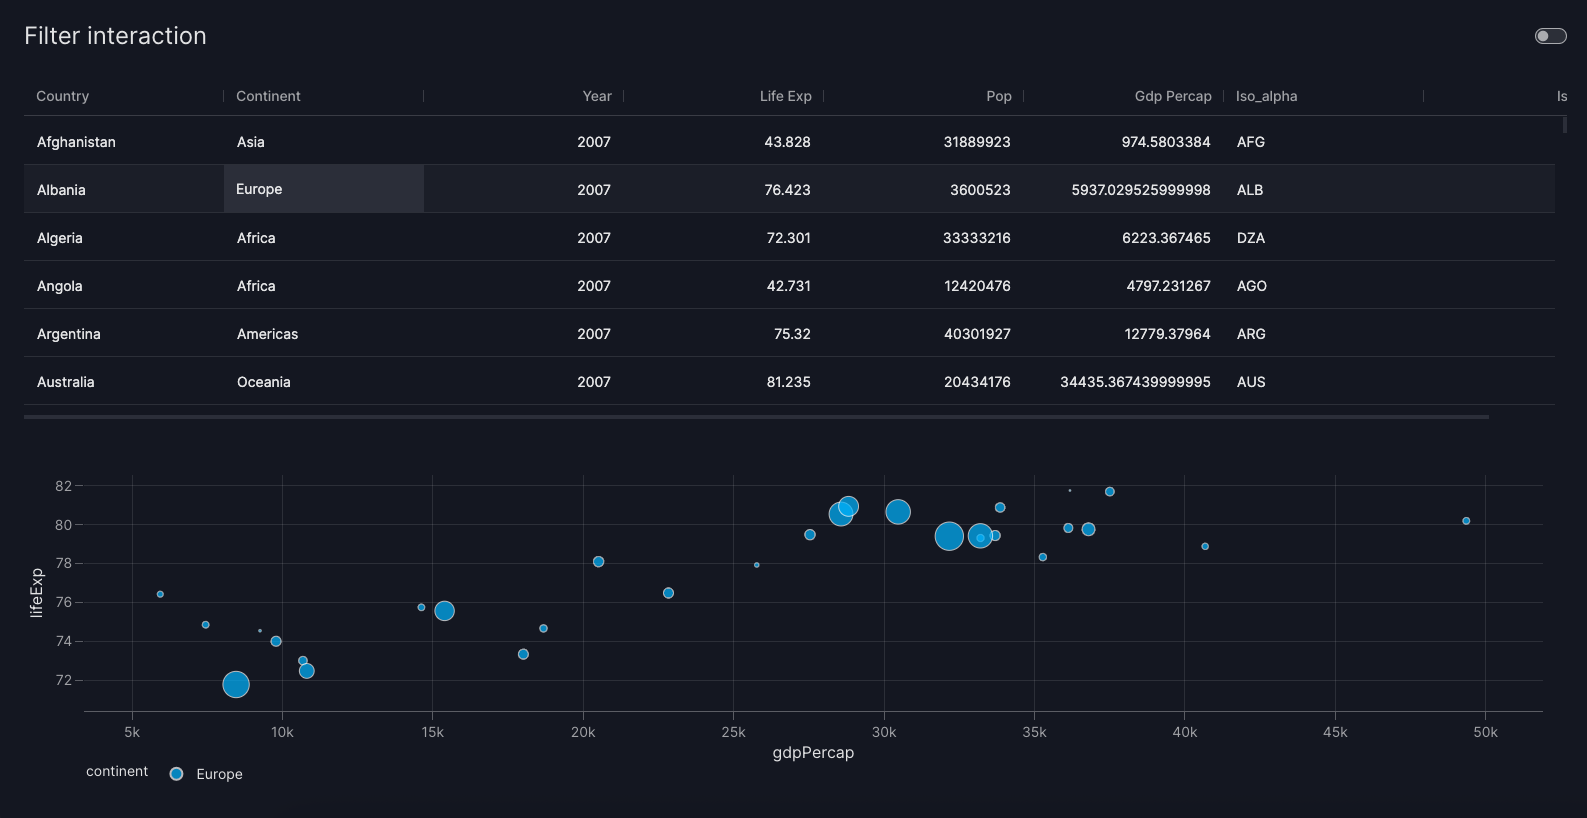 Filter interaction
Country Continent Year Life Exp Pop Gdp Percap Iso_alpha Is
Afghanistan Asia 2007 43.828 31889923 974.5803384 AFG
Albania Europe 2007 76.423 3600523 5937.029525999998 ALB
Algeria Africa 2007 72.301 33333216 6223.367465 DZA
Angola Africa 2007 42.731 12420476 4797.231267 AGO
Argentina Americas 2007 75.32 40301927 12779.37964 ARG
Australia Oceania 2007 81.235 20434176 34435.367439999995 AUS
82
80
78
76
74
72
lifeExp
5k 10k 15k 20k 25k 30k 35k 40k 45k 50k
gdpPercap
continent Europe